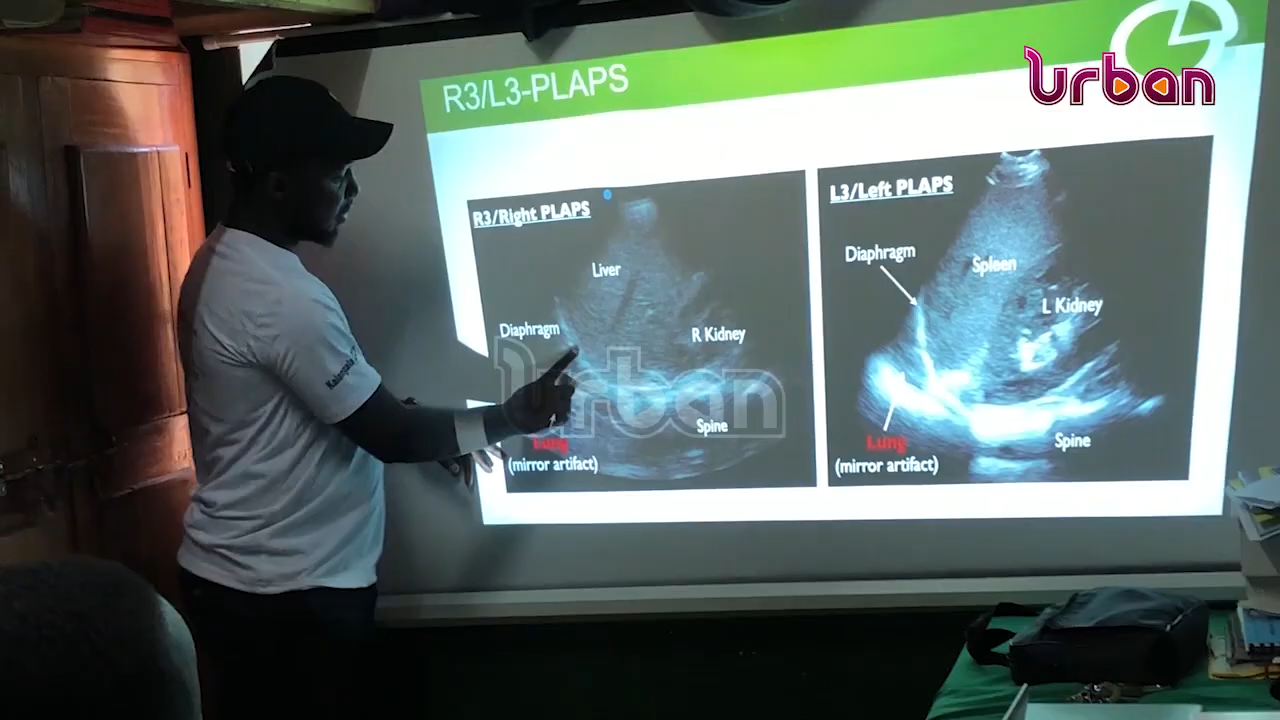 R3/L3-PLAPS
urban
R3/Right PLAPS
Liver
Diaphragm
R Kidney
Spine
Lung
(mirror artifact)
L3/Left PLAPS
Diaphragm
Spleen
L Kidney
Lung
(mirror artifact)
Spine
urban
Kalangala